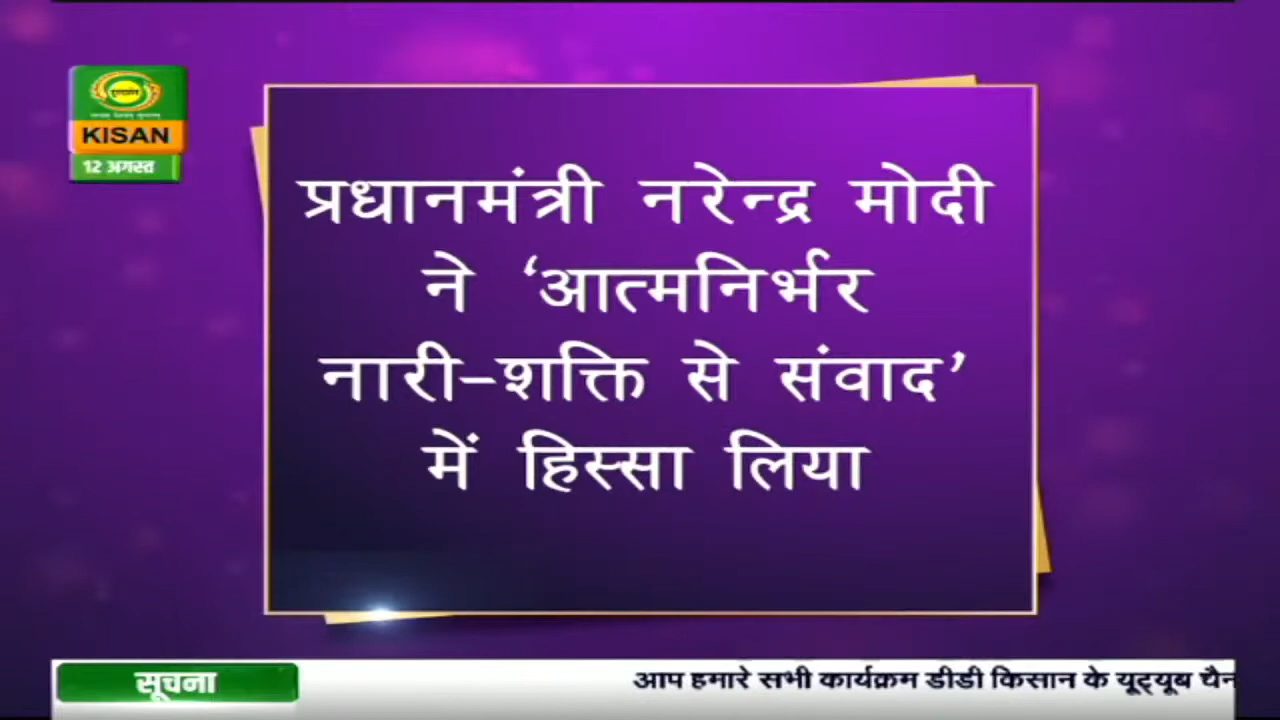 KISAN
12 अगस्त
प्रधानमंत्री नरेन्द्र मोदी
ने ‘आत्मनिर्भर
नारी–शक्ति से संवाद’
में हिस्सा लिया
सूचना
आप हमारे सभी कार्यक्रम डीडी किसान के यूट्यूब चैन